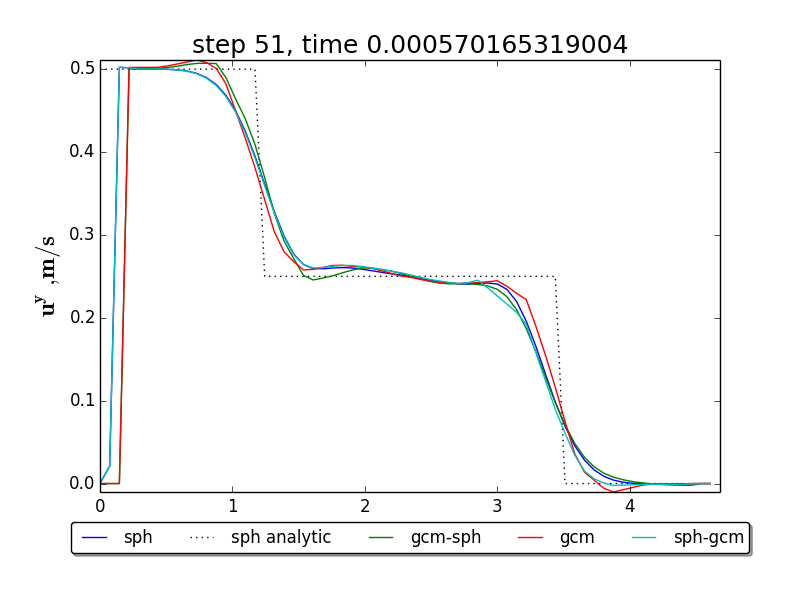 step 51, time 0.000570165319004
0.5
0.4
0.3
0.2
0.1
0.0
u^y ,m/s
0 1 2 3 4
sph sph analytic gcm-sph gcm sph-gcm